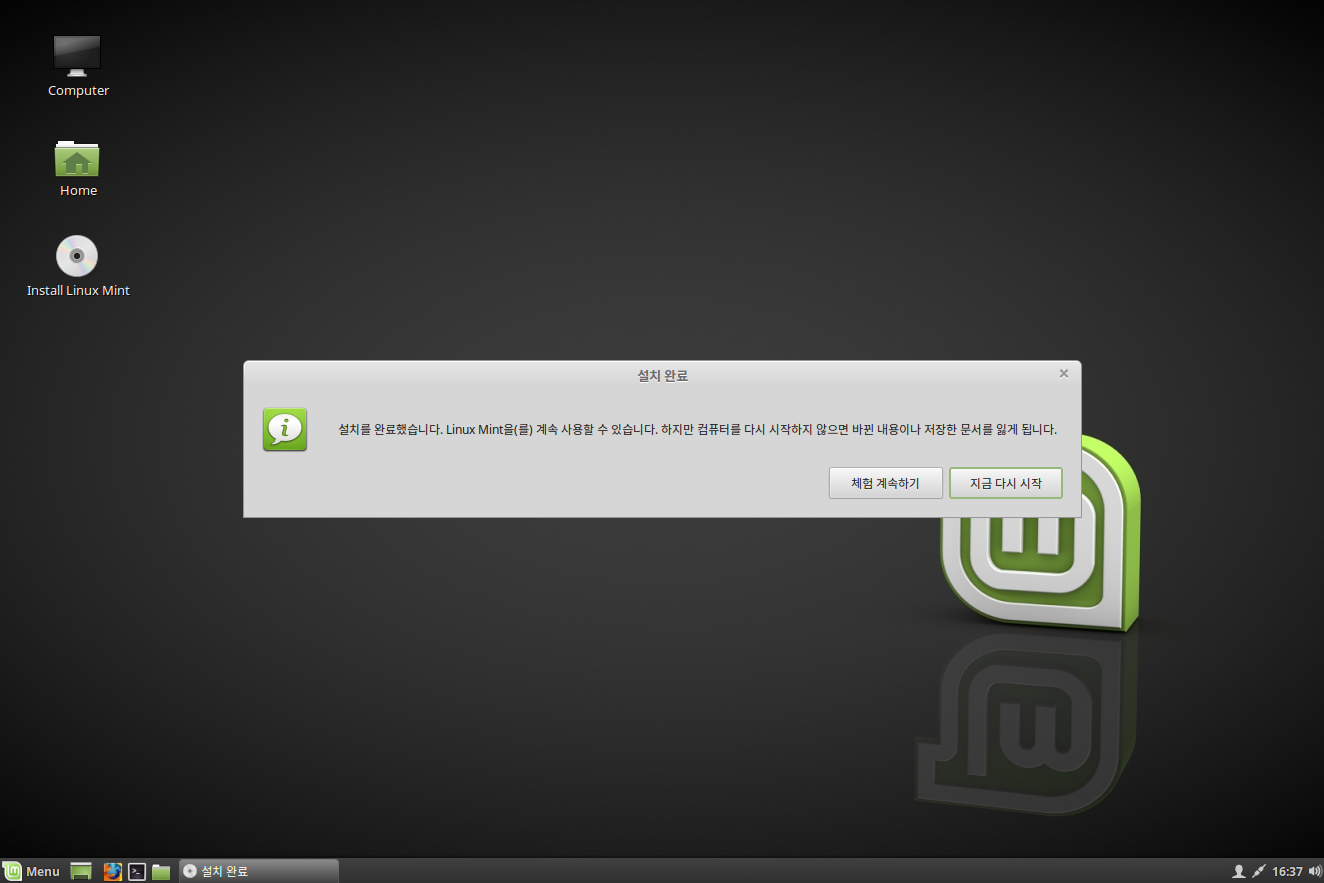 Computer
Home
Install Linux Mint
설치 완료
설치를 완료했습니다. Linux Mint을(를) 계속 사용할 수 있습니다. 하지만 컴퓨터를 다시 시작하지 않으면 바뀐 내용이나 저장한 문서를 잃게 됩니다.
체험 계속하기 지금 다시 시작
Menu 설치 완료 16:37